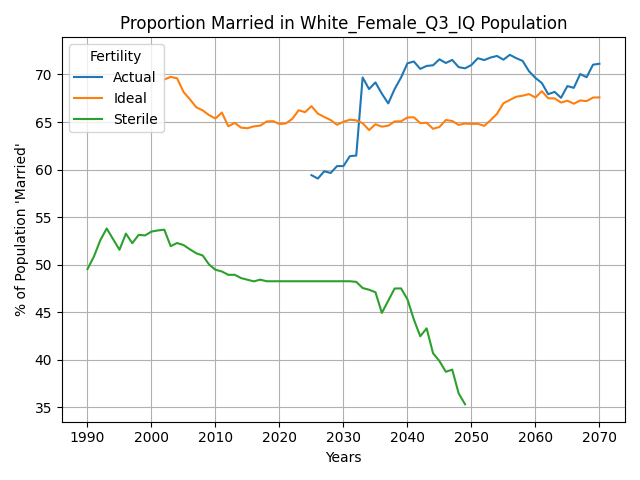 Proportion Married in White_Female_Q3_IQ Population
% of Population 'Married'
Fertility
Actual
Ideal
Sterile
70
65
60
55
50
45
40
35
1990 2000 2010 2020 2030 2040 2050 2060 2070
Years